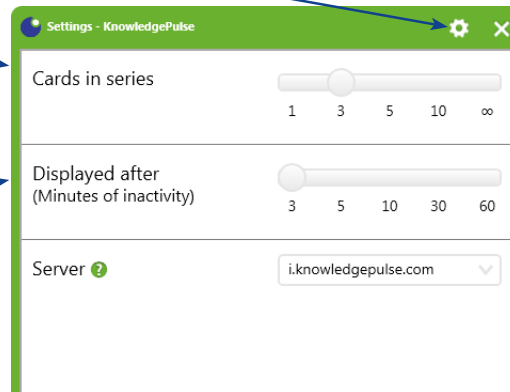 Settings - KnowledgePulse
Cards in series
1 3 5 10 ∞
Displayed after
(Minutes of inactivity)
3 5 10 30 60
Server ?
i.knowledgepulse.com